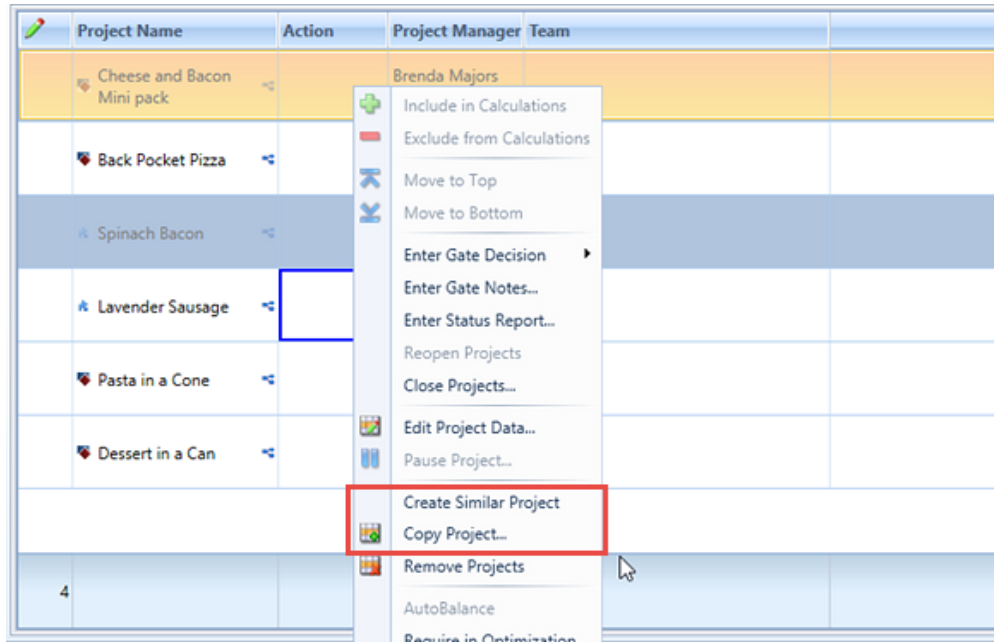 Project Name Action Project Manager Team
Cheese and Bacon
Mini pack
Brenda Majors
Back Pocket Pizza
Spinach Bacon
Lavender Sausage
Pasta in a Cone
Dessert in a Can
4
Include in Calculations
Exclude from Calculations
Move to Top
Move to Bottom
Enter Gate Decision
Enter Gate Notes...
Enter Status Report...
Reopen Projects
Close Projects...
Edit Project Data...
Pause Project...
Create Similar Project
Copy Project...
Remove Projects
AutoBalance
Require in Optimization